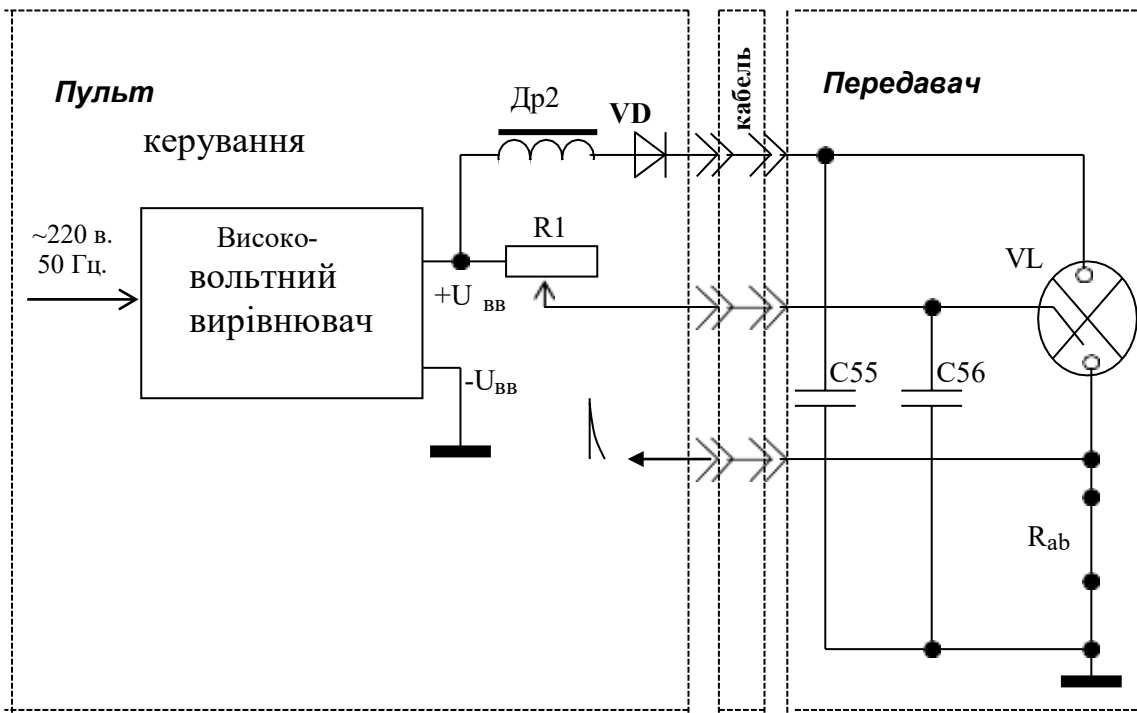 Пульт
керування
~220 в.
50 Гц.
Високо-
вольтний
вирівнювач
+U вв
-Uвв
Др2
VD
R1
кабель
Передавач
VL
C55
C56
Rab